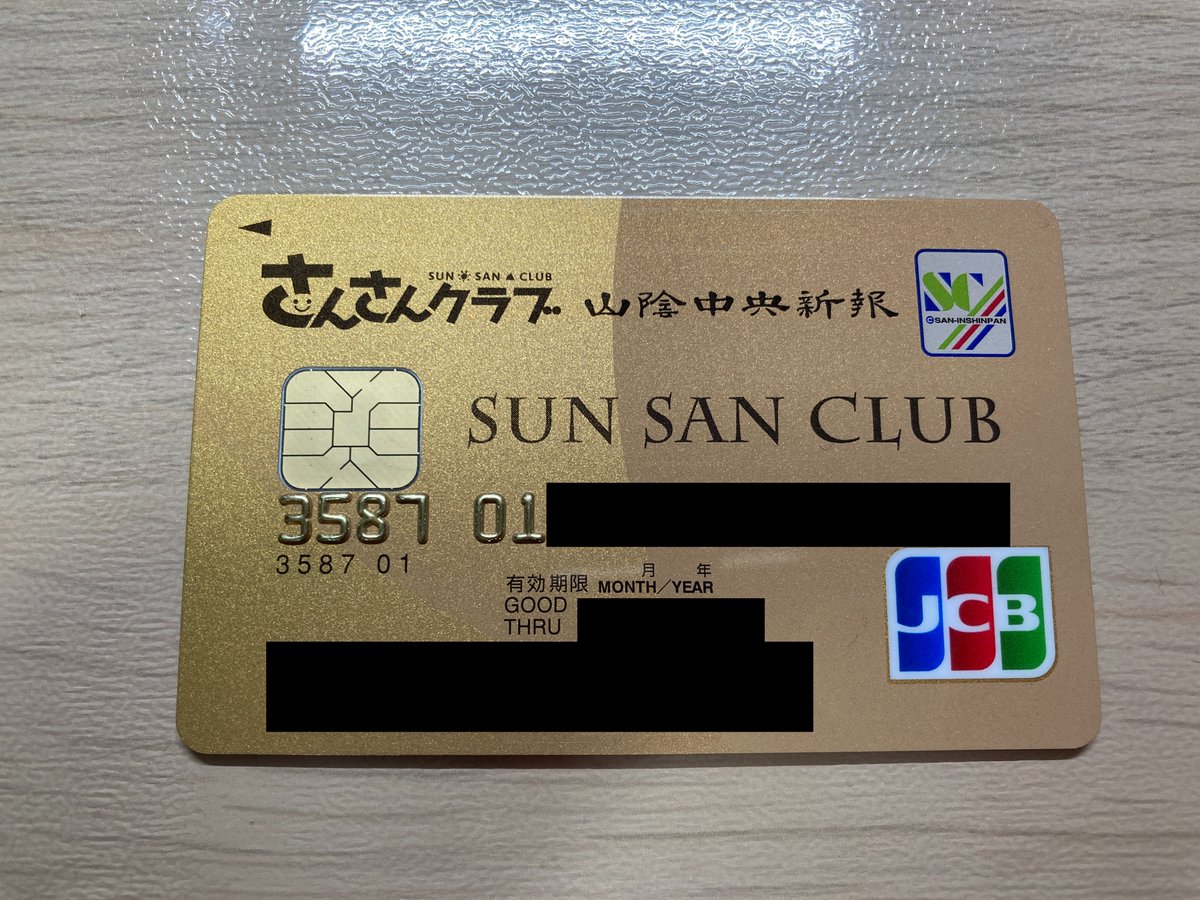 SUN SAN CLUB
さんさんクラブ 山陰中央新報
SAN-INSHINPAN
SUN SAN CLUB
3587 01
3587 01
月 年
有効期限 MONTH/YEAR
GOOD
THRU
JCB